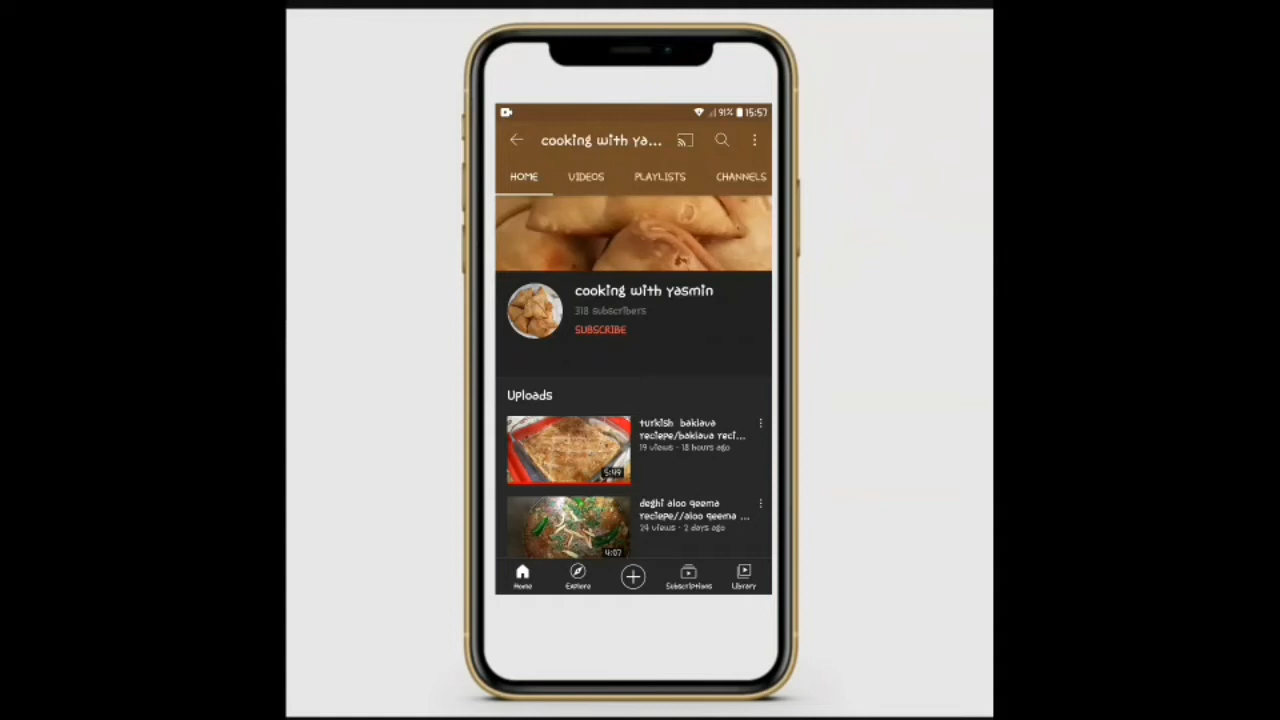 91% 15:57
cooking with ya...
HOME VIDEOS PLAYLISTS CHANNELS
cooking with yasmin
318 subscribers
SUBSCRIBE
Uploads
turkish baklava
reciepe/baklava reci...
19 views · 18 hours ago
5:49
deghi aloo qeema
reciepe//aloo qeema ...
24 views · 2 days ago
4:07
Home Explore Subscriptions Library